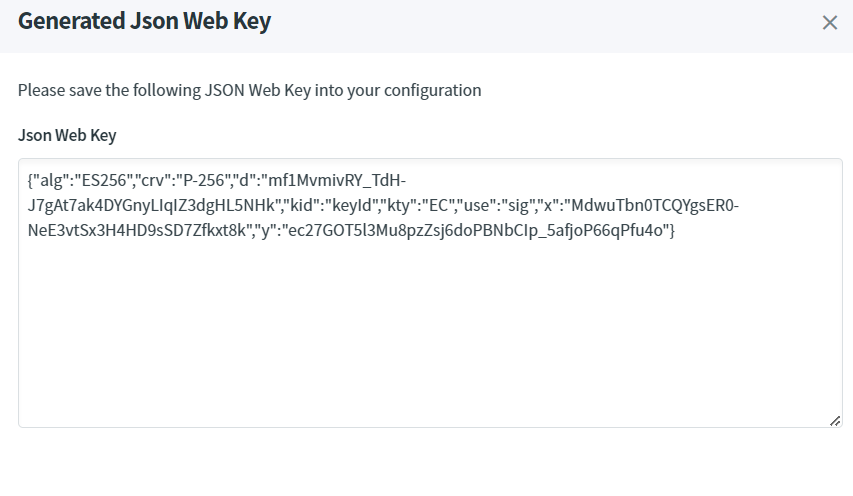 Generated Json Web Key
Please save the following JSON Web Key into your configuration
Json Web Key
{"alg":"ES256","crv":"P-256","d":"mf1MvmivRY_TdH-
J7gAt7ak4DYGnyLIqIZ3dgHL5NHk","kid":"keyId","kty":"EC","use":"sig","x":"MdwuTbn0TCQYgsER0-
NeE3vtSx3H4HD9sSD7Zfkxt8k","y":"ec27GOT5l3Mu8pzZsj6doPBNbCIp_5afjoP66qPfu4o"}